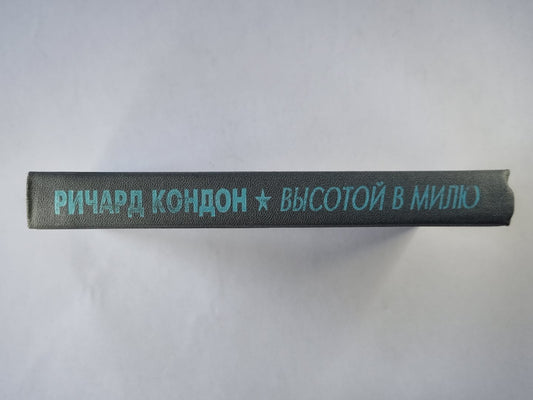 РИЧАРД КОНДОН ★ ВЫСОТОЙ В МИЛЮ